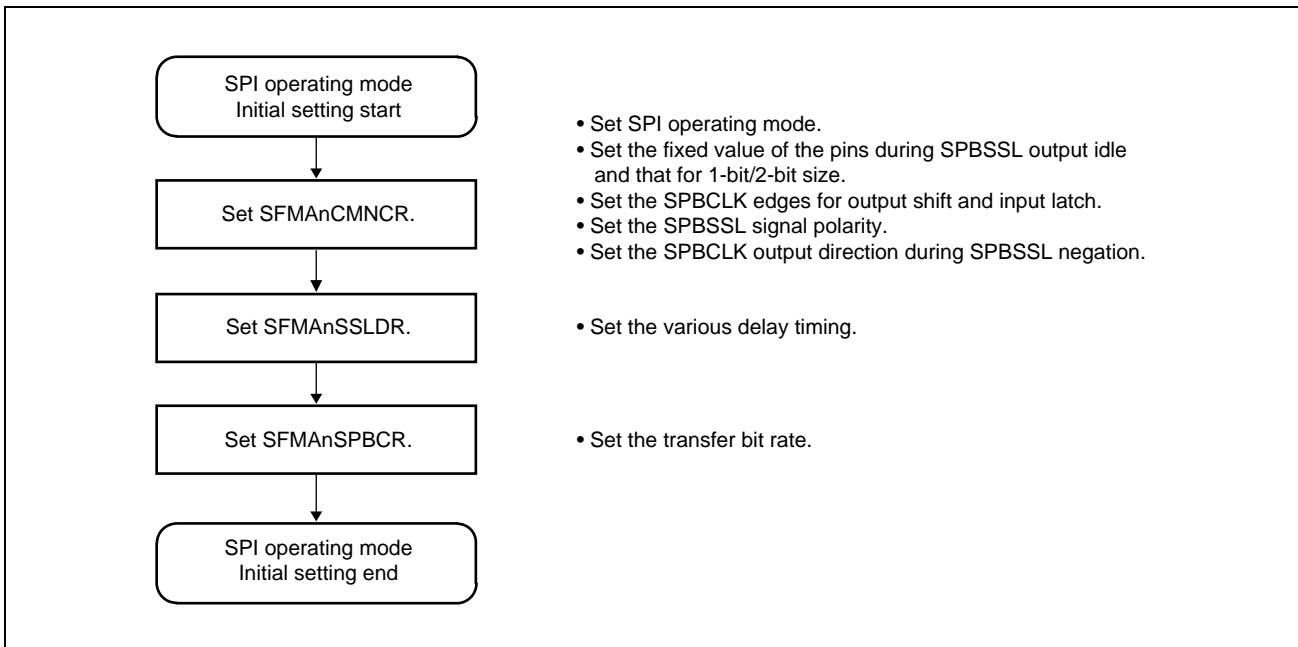 SPI operating mode
Initial setting start
• Set SPI operating mode.
• Set the fixed value of the pins during SPBSSL output idle
and that for 1-bit/2-bit size.
• Set the SPBCLK edges for output shift and input latch.
• Set the SPBSSL signal polarity.
• Set the SPBCLK output direction during SPBSSL negation.
Set SFMAnCMNCR.
Set SFMAnSSLDR.
• Set the various delay timing.
Set SFMAnSPBCR.
• Set the transfer bit rate.
SPI operating mode
Initial setting end